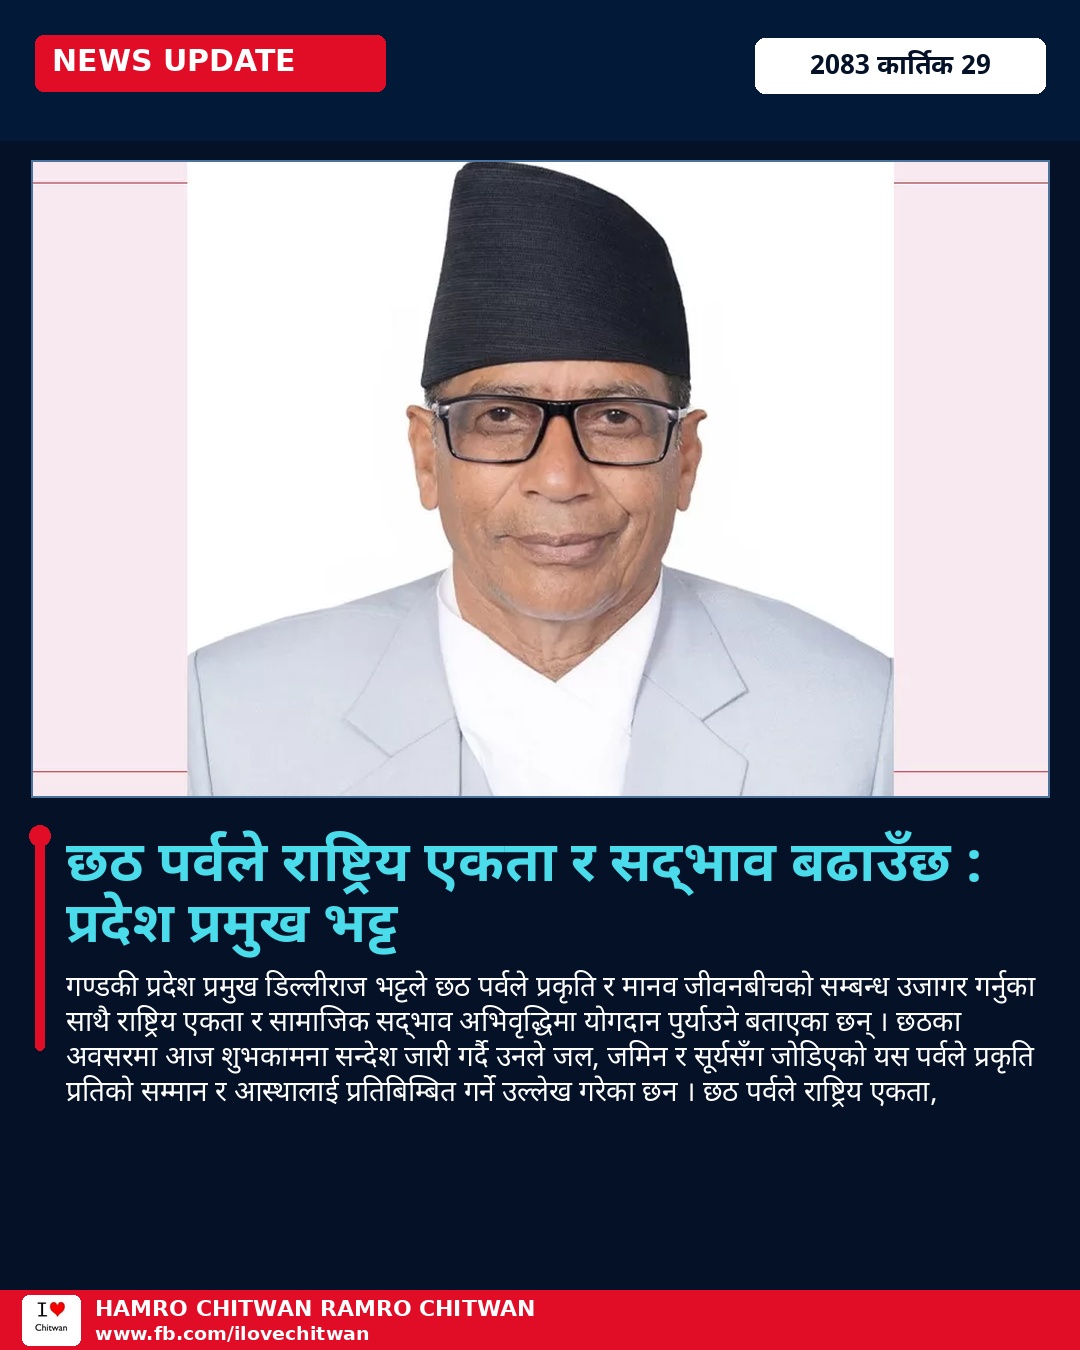 NEWS UPDATE
2083 कार्तिक 29
छठ पर्वले राष्ट्रिय एकता र सद्‌भाव बढाउँछ :
प्रदेश प्रमुख भट्ट
गण्डकी प्रदेश प्रमुख डिल्लीराज भट्टले छठ पर्वले प्रकृति र मानव जीवनबीचको सम्बन्ध उजागर गर्नुका
साथै राष्ट्रिय एकता र सामाजिक सद्‌भाव अभिवृद्धिमा योगदान पुर्याउने बताएका छन् । छठका
अवसरमा आज शुभकामना सन्देश जारी गर्दै उनले जल, जमिन र सूर्यसँग जोडिएको यस पर्वले प्रकृति
प्रतिको सम्मान र आस्थालाई प्रतिबिम्बित गर्ने उल्लेख गरेका छन । छठ पर्वले राष्ट्रिय एकता,
I ❤
Chitwan
HAMRO CHITWAN RAMRO CHITWAN
www.fb.com/ilovechitwan